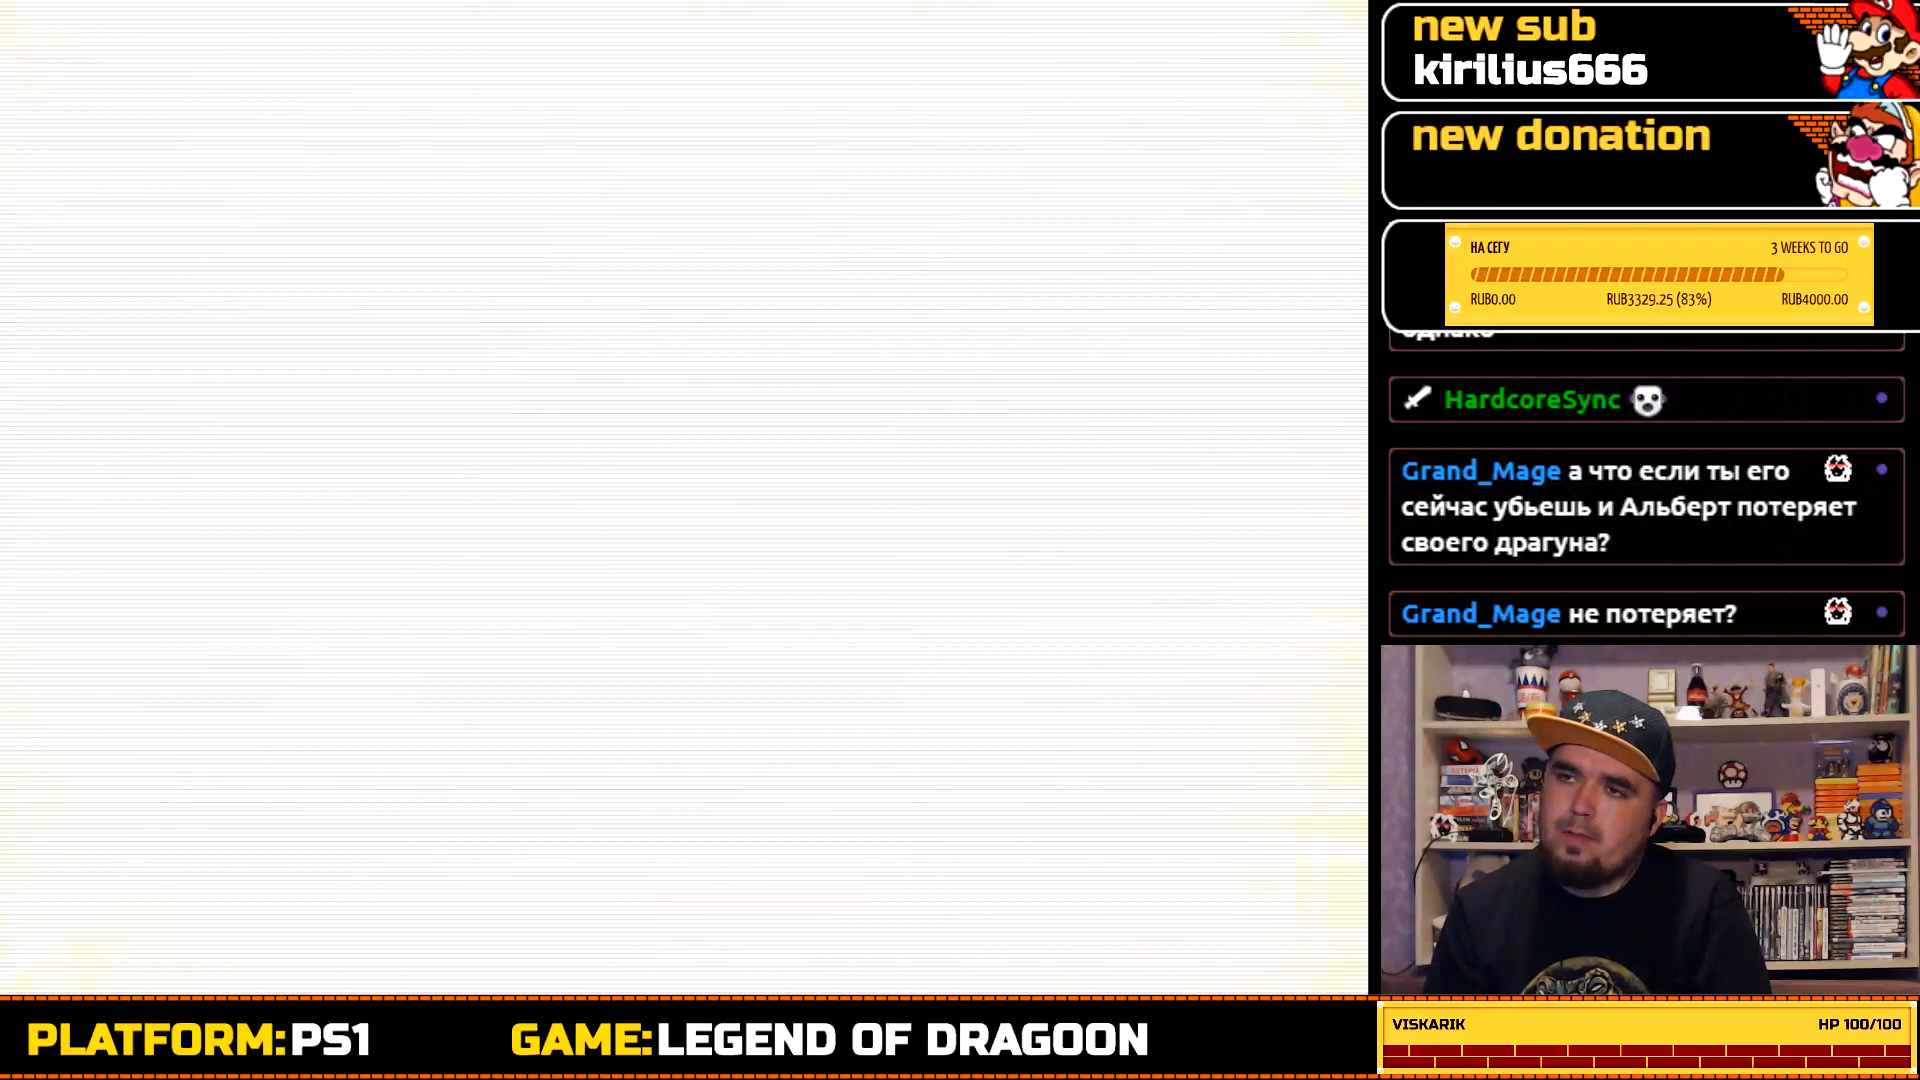 new sub
kirilius666
new donation
НА СЕГУ
3 WEEKS TO GO
RUB0.00
RUB3329.25 (83%)
RUB4000.00
однако
HardcoreSync
Grand_Mage а что если ты его
сейчас убьешь и Альберт потеряет
своего драгуна?
Grand_Mage не потеряет?
PLATFORM:PS1
GAME:LEGEND OF DRAGOON
VISKARIK
HP 100/100